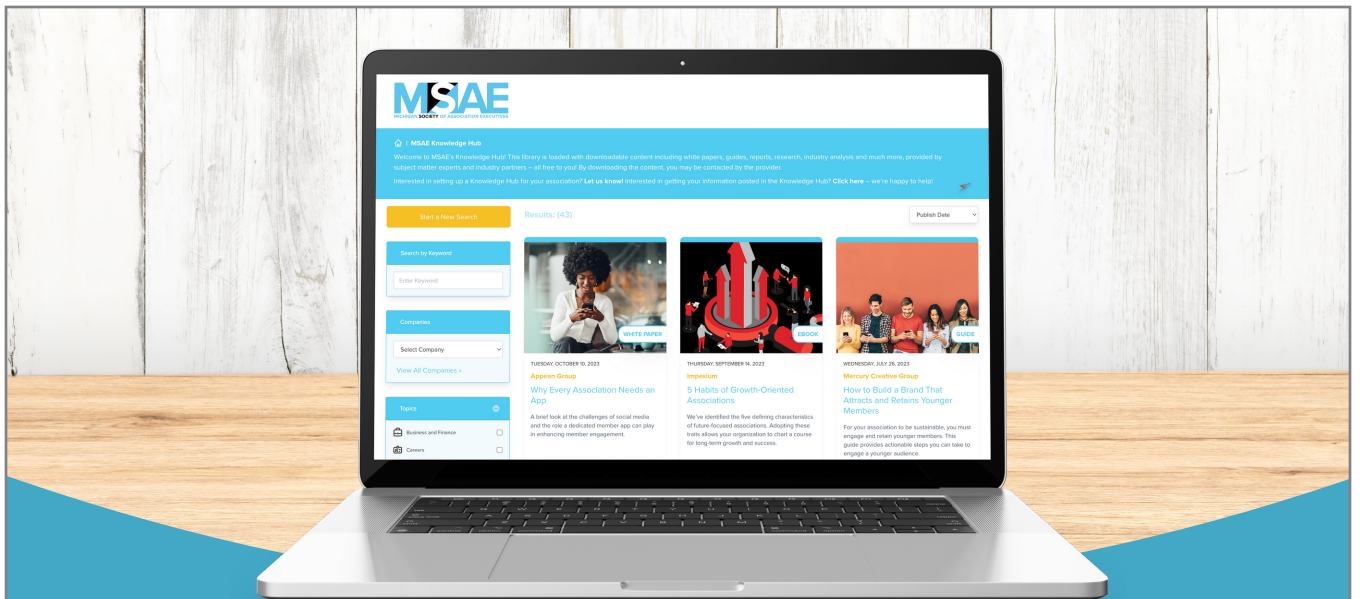 MSAE
MICHIGAN SOCIETY OF ASSOCIATION EXECUTIVES
| MSAE Knowledge Hub
Welcome to MSAE's Knowledge Hub! This library is loaded with downloadable content including white papers, guides, reports, research, industry analysis and much more, provided by
subject matter experts and industry partners – all free to you! By downloading the content, you may be contacted by the provider.
Interested in setting up a Knowledge Hub for your association? Let us know! Interested in getting your information posted in the Knowledge Hub? Click here – we're happy to help!
Start a New Search
Results: (43)
Publish Date
Search by Keyword
Enter Keyword
Companies
Select Company
View All Companies »
Topics
Business and Finance
Careers
WHITE PAPER
TUESDAY, OCTOBER 10, 2023
Appean Group
Why Every Association Needs an
App
A brief look at the challenges of social media
and the role a dedicated member app can play
in enhancing member engagement.
EBOOK
THURSDAY, SEPTEMBER 14, 2023
Impexium
5 Habits of Growth-Oriented
Associations
We've identified the five defining characteristics
of future-focused associations. Adopting these
traits allows your organization to chart a course
for long-term growth and success.
GUIDE
WEDNESDAY, JULY 26, 2023
Mercury Creative Group
How to Build a Brand That
Attracts and Retains Younger
Members
For your association to be sustainable, you must
engage and retain younger members. This
guide provides actionable steps you can take to
engage a younger audience.